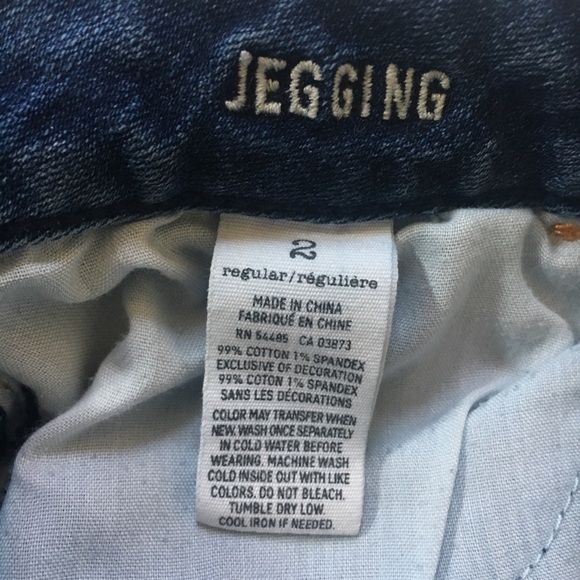 JEGGING
2
regular/régulière
MADE IN CHINA
FABRIQUÉ EN CHINE
RN 54485 CA 03873
99% COTTON 1% SPANDEX
EXCLUSIVE OF DECORATION
99% COTON 1% SPANDEX
SANS LES DÉCORATIONS
COLOR MAY TRANSFER WHEN
NEW. WASH ONCE SEPARATELY
IN COLD WATER BEFORE
WEARING. MACHINE WASH
COLD INSIDE OUT WITH LIKE
COLORS. DO NOT BLEACH.
TUMBLE DRY LOW.
COOL IRON IF NEEDED.